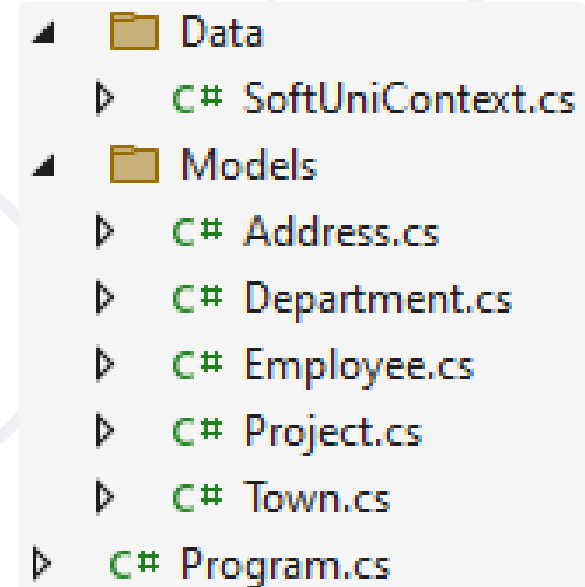 Data
C# SoftUniContext.cs
Models
C# Address.cs
C# Department.cs
C# Employee.cs
C# Project.cs
C# Town.cs
C# Program.cs